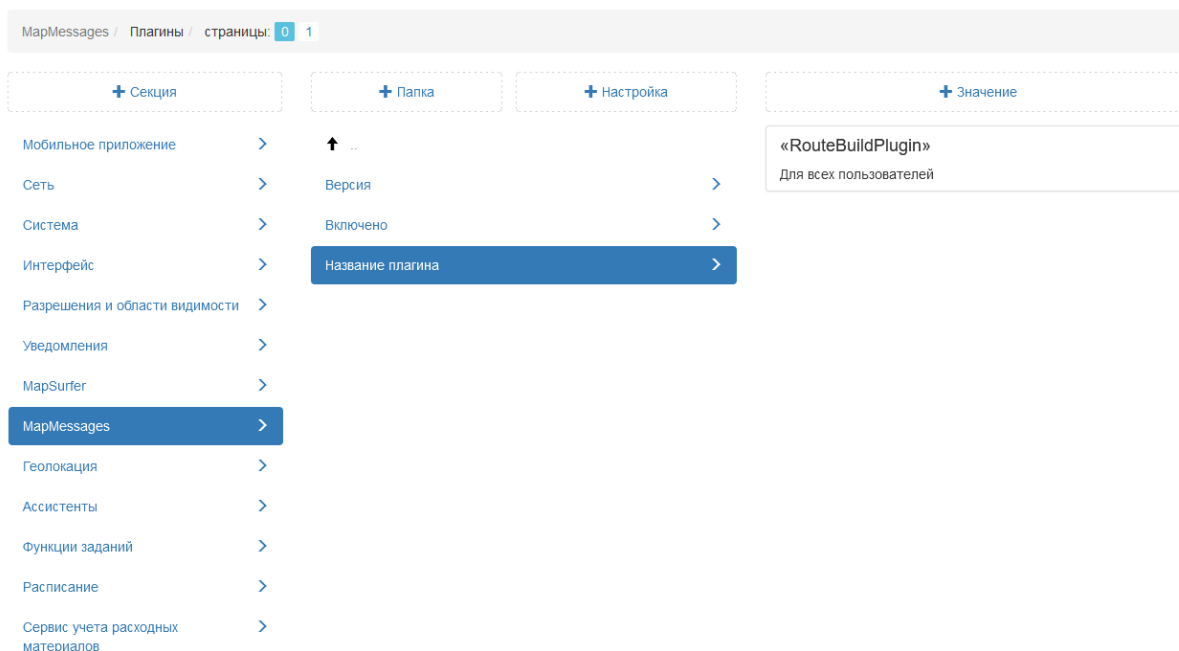 MapMessages / Плагины / страницы: 0 1
Секция
Папка
Настройка
Значение
Мобильное приложение
Сеть
Система
Интерфейс
Разрешения и области видимости
Уведомления
MapSurfer
MapMessages
Геолокация
Ассистенты
Функции заданий
Расписание
Сервис учета расходных
материалов
..
Версия
Включено
Название плагина
«RouteBuildPlugin»
Для всех пользователей